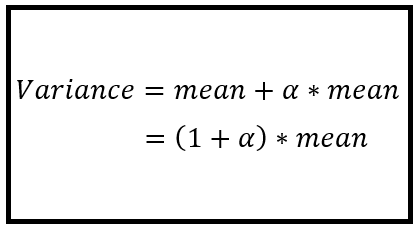 Variance = mean + α * mean
= (1 + α) * mean